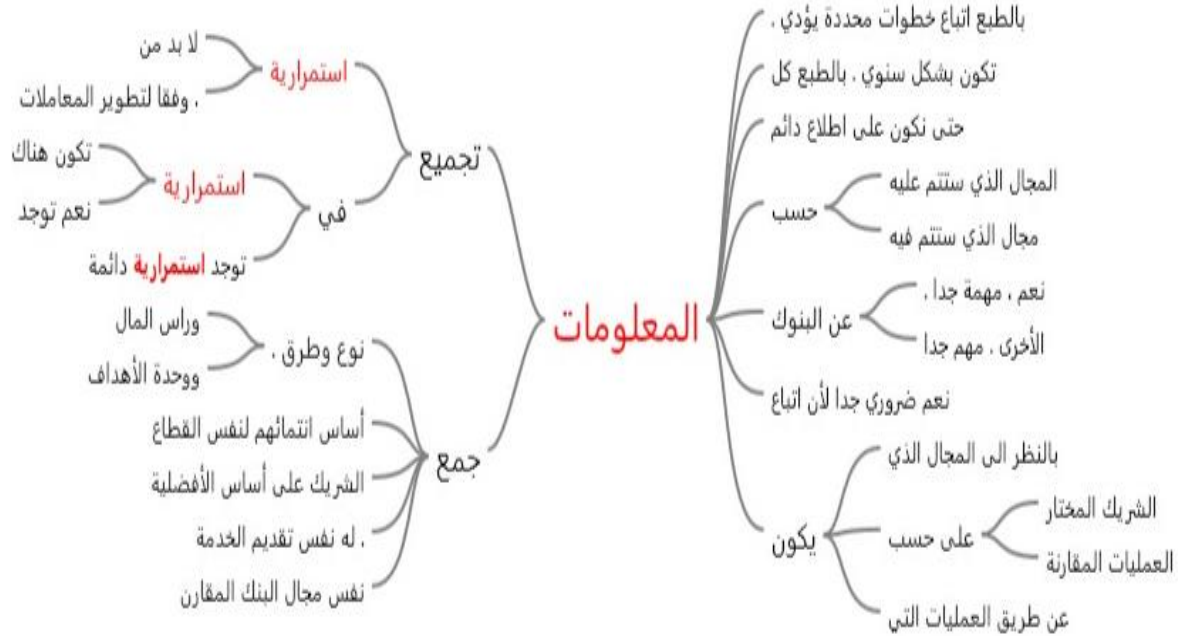 المعلومات
بالطبع اتباع خطوات محددة يؤدي .
تكون بشكل سنوي . بالطبع كل
حتى نكون على اطلاع دائم
حسب
المجال الذي ستتم عليه
مجال الذي ستتم فيه
عن البنوك
نعم ، مهمة جدا .
الأخرى . مهم جدا
نعم ضروري جدا لأن اتباع
يكون
بالنظر الى المجال الذي
على حسب
الشريك المختار
العمليات المقارنة
عن طريق العمليات التي
تجميع
استمرارية
لا بد من
. وفقا لتطوير المعاملات
في
استمرارية
تكون هناك
نعم توجد
توجد استمرارية دائمة
جمع
نوع وطرق .
وراس المال
ووحدة الأهداف
أساس انتمائهم لنفس القطاع
الشريك على أساس الأفضلية
. له نفس تقديم الخدمة
نفس مجال البنك المقارن